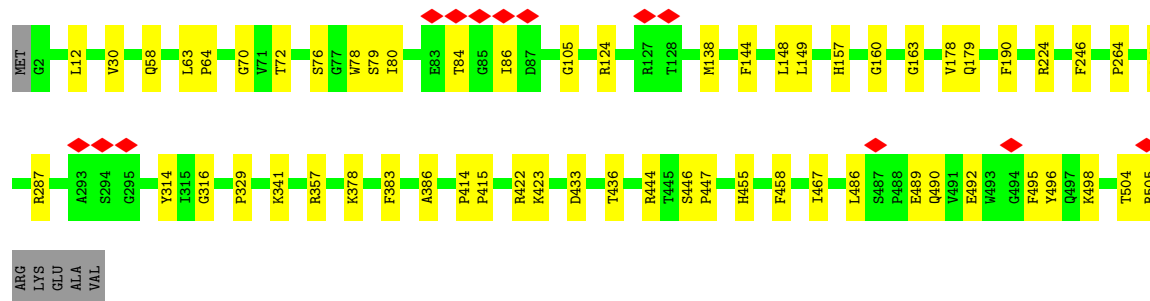 MET G2 L12 V30 Q58 L63 P64 G70 V71 T72 S76 G77 W78 S79 I80 E83 T84 G85 I86 D87 G105 R124 R127 T128 M138 F144 L148 L149 H157 G160 G163 V178 Q179 F190 R224 F246 P264
R287 A293 S294 G295 Y314 I315 G316 P329 K341 R357 K378 F383 A386 P414 P415 R422 K423 D433 T436 R444 T445 S446 P447 H455 F458 I467 L486 S487 P488 E489 Q490 V491 E492 W493 G494 F495 Y496 Q497 K498 T504
ARG LYS GLU ALA VAL